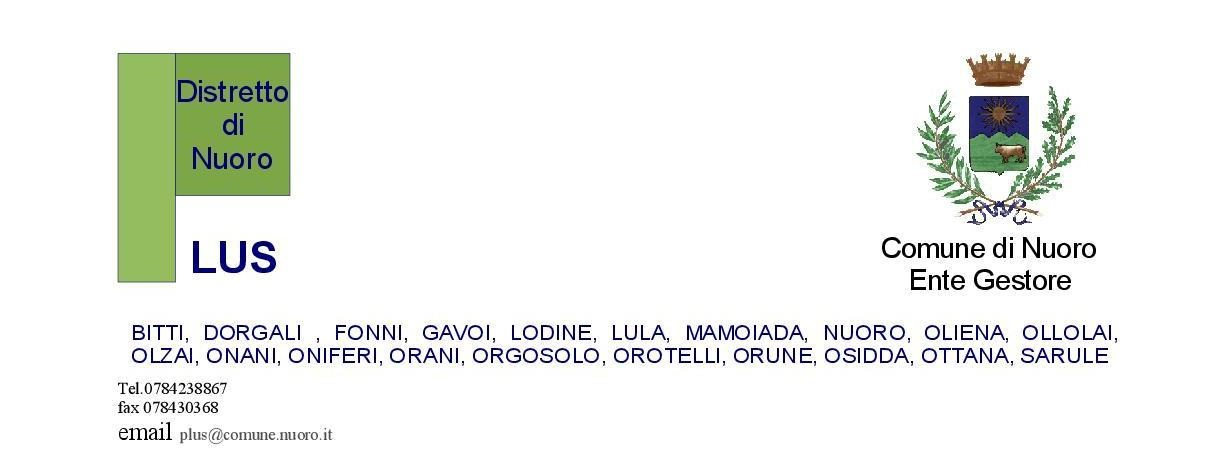 Distretto
di
Nuoro
LUS
Comune di Nuoro
Ente Gestore
BITTI, DORGALI , FONNI, GAVOI, LODINE, LULA, MAMOIADA, NUORO, OLIENA, OLLOLAI,
OLZAI, ONANI, ONIFERI, ORANI, ORGOSOLO, OROTELLI, ORUNE, OSIDDA, OTTANA, SARULE
Tel.0784238867
fax 078430368
email plus@comune.nuoro.it